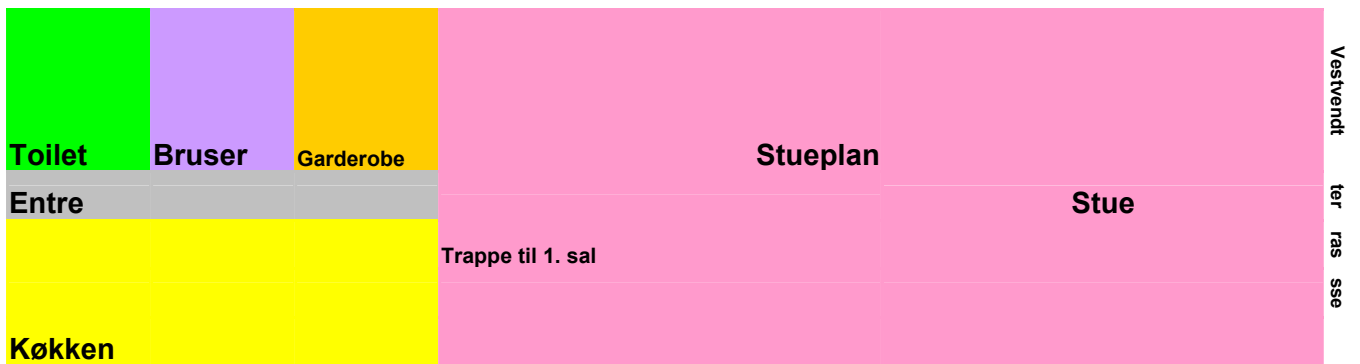 Toilet Bruser Garderobe Stueplan
Entre Stue
Trappe til 1. sal
Køkken
Vestvendt ter ras sse